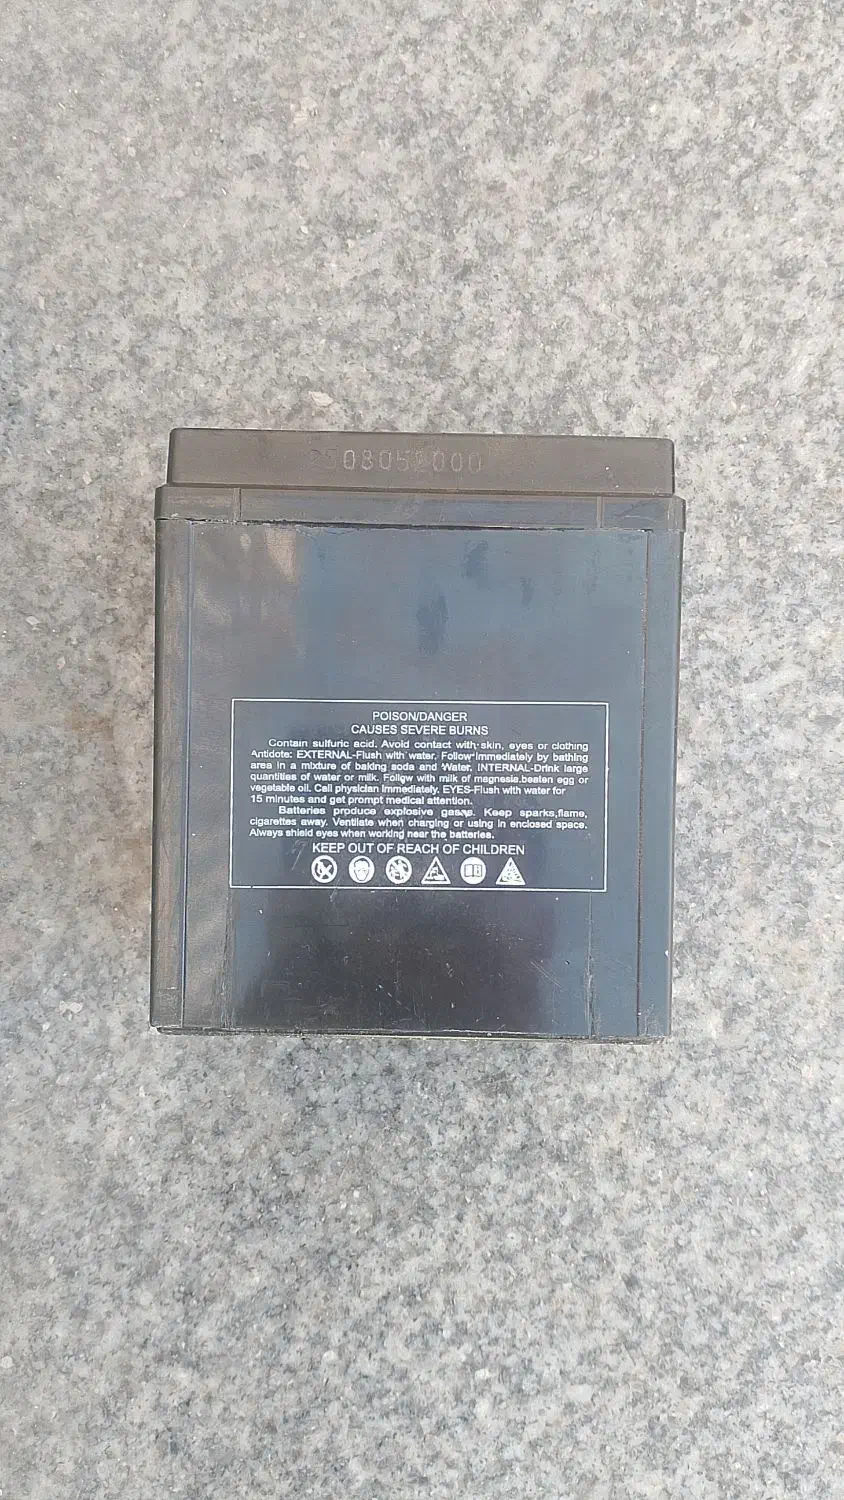 08052000
POISON/DANGER
CAUSES SEVERE BURNS
Contain sulfuric acid. Avoid contact with skin, eyes or clothing
Antidote: EXTERNAL-Flush with water. Follow immediately by bathing
area in a mixture of baking soda and Water. INTERNAL-Drink large
quantities of water or milk. Follow with milk of magnesia.beaten egg or
vegetable oil. Call physician immediately. EYES-Flush with water for
15 minutes and get prompt medical attention.
Batteries produce explosive gases. Keep sparks,flame,
cigarettes away. Ventilate when charging or using in enclosed space.
Always shield eyes when working near the batteries.
KEEP OUT OF REACH OF CHILDREN